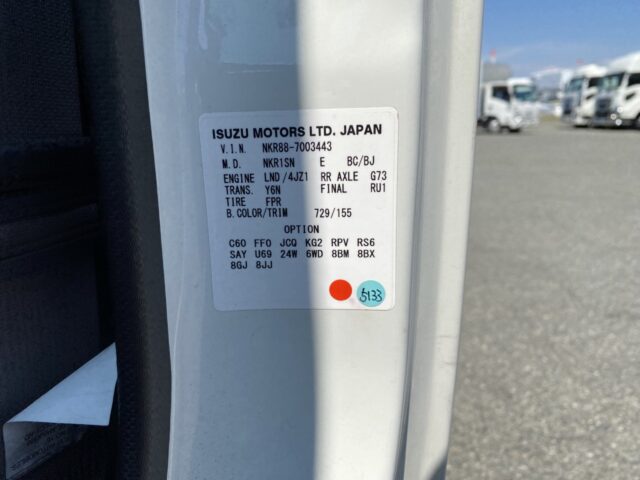 ISUZU MOTORS LTD. JAPAN
V.I.N. NKR88-7003443
M.D. NKR1SN E BC/BJ
ENGINE LND/4JZ1 RR AXLE G73
TRANS. Y6N FINAL RU1
TIRE FPR
B.COLOR/TRIM 729/155
OPTION
C60 FF0 JCQ KG2 RPV RS6
SAY U69 24W 6WD 8BM 8BX
8GJ 8JJ
5133